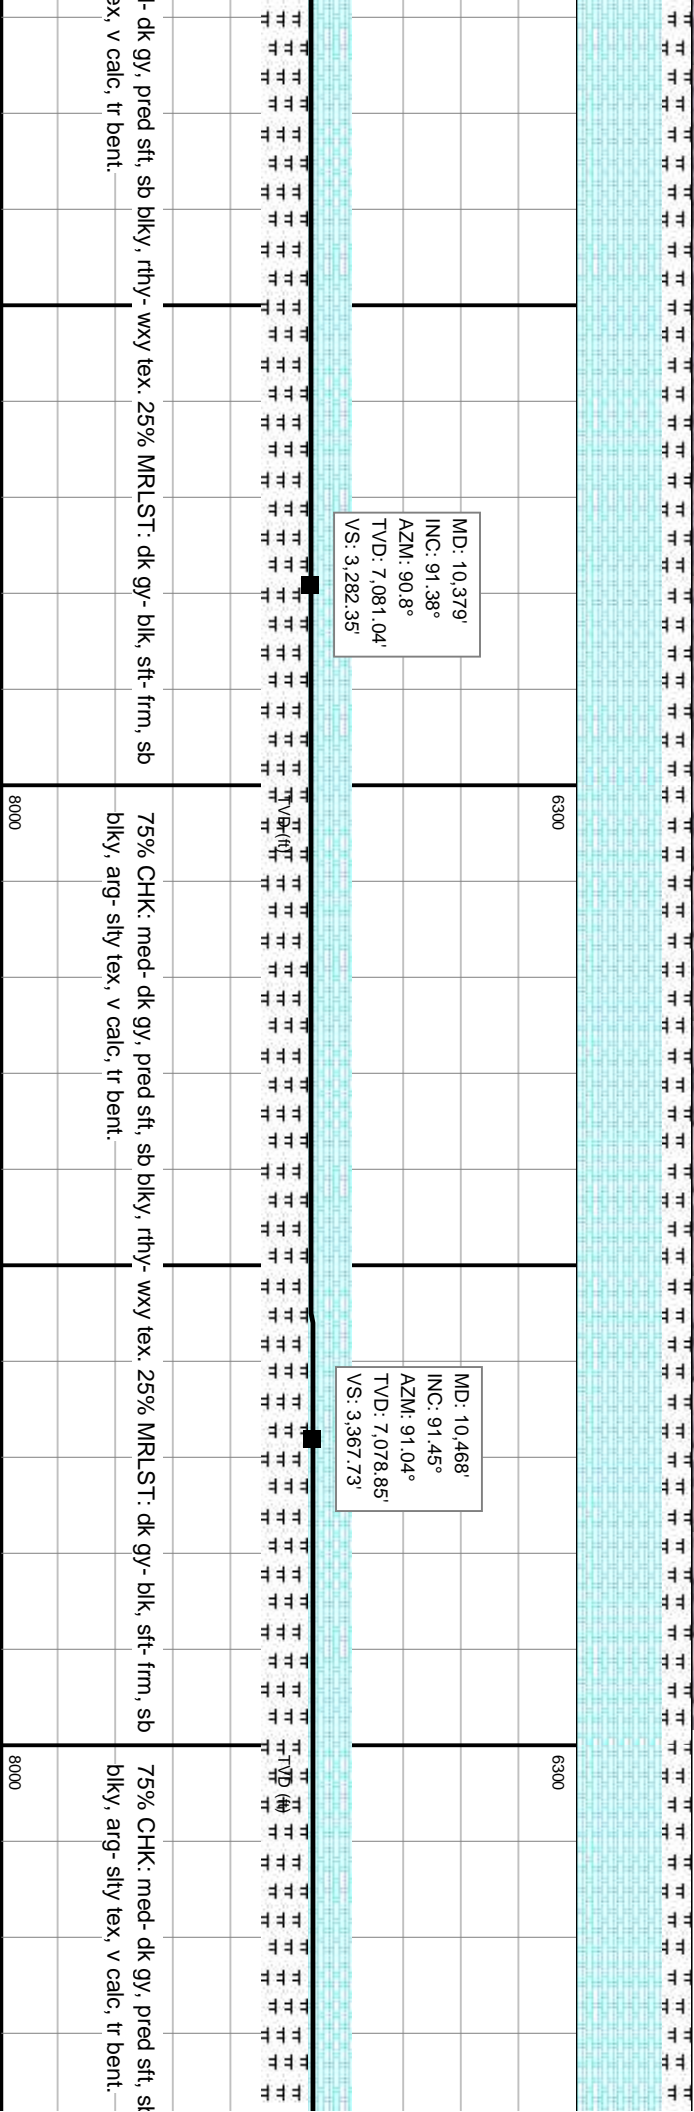 l- dk gy, pred sft, sb blky, rthy- wxy tex. 25% MRLST: dk gy- blk, sft- frm, sb
ex, v calc, tr bent.
MD: 10,379'
INC: 91.38°
AZM: 90.8°
TVD: 7,081.04'
VS: 3,282.35'
6300
TVD (ft)
8000
75% CHK: med- dk gy, pred sft, sb blky, rthy- wxy tex. 25% MRLST: dk gy- blk, sft- frm, sb
blky, arg- slty tex, v calc, tr bent.
MD: 10,468'
INC: 91.45°
AZM: 91.04°
TVD: 7,078.85'
VS: 3,367.73'
6300
TVD (ft)
8000
75% CHK: med- dk gy, pred sft, sb
blky, arg- slty tex, v calc, tr bent.